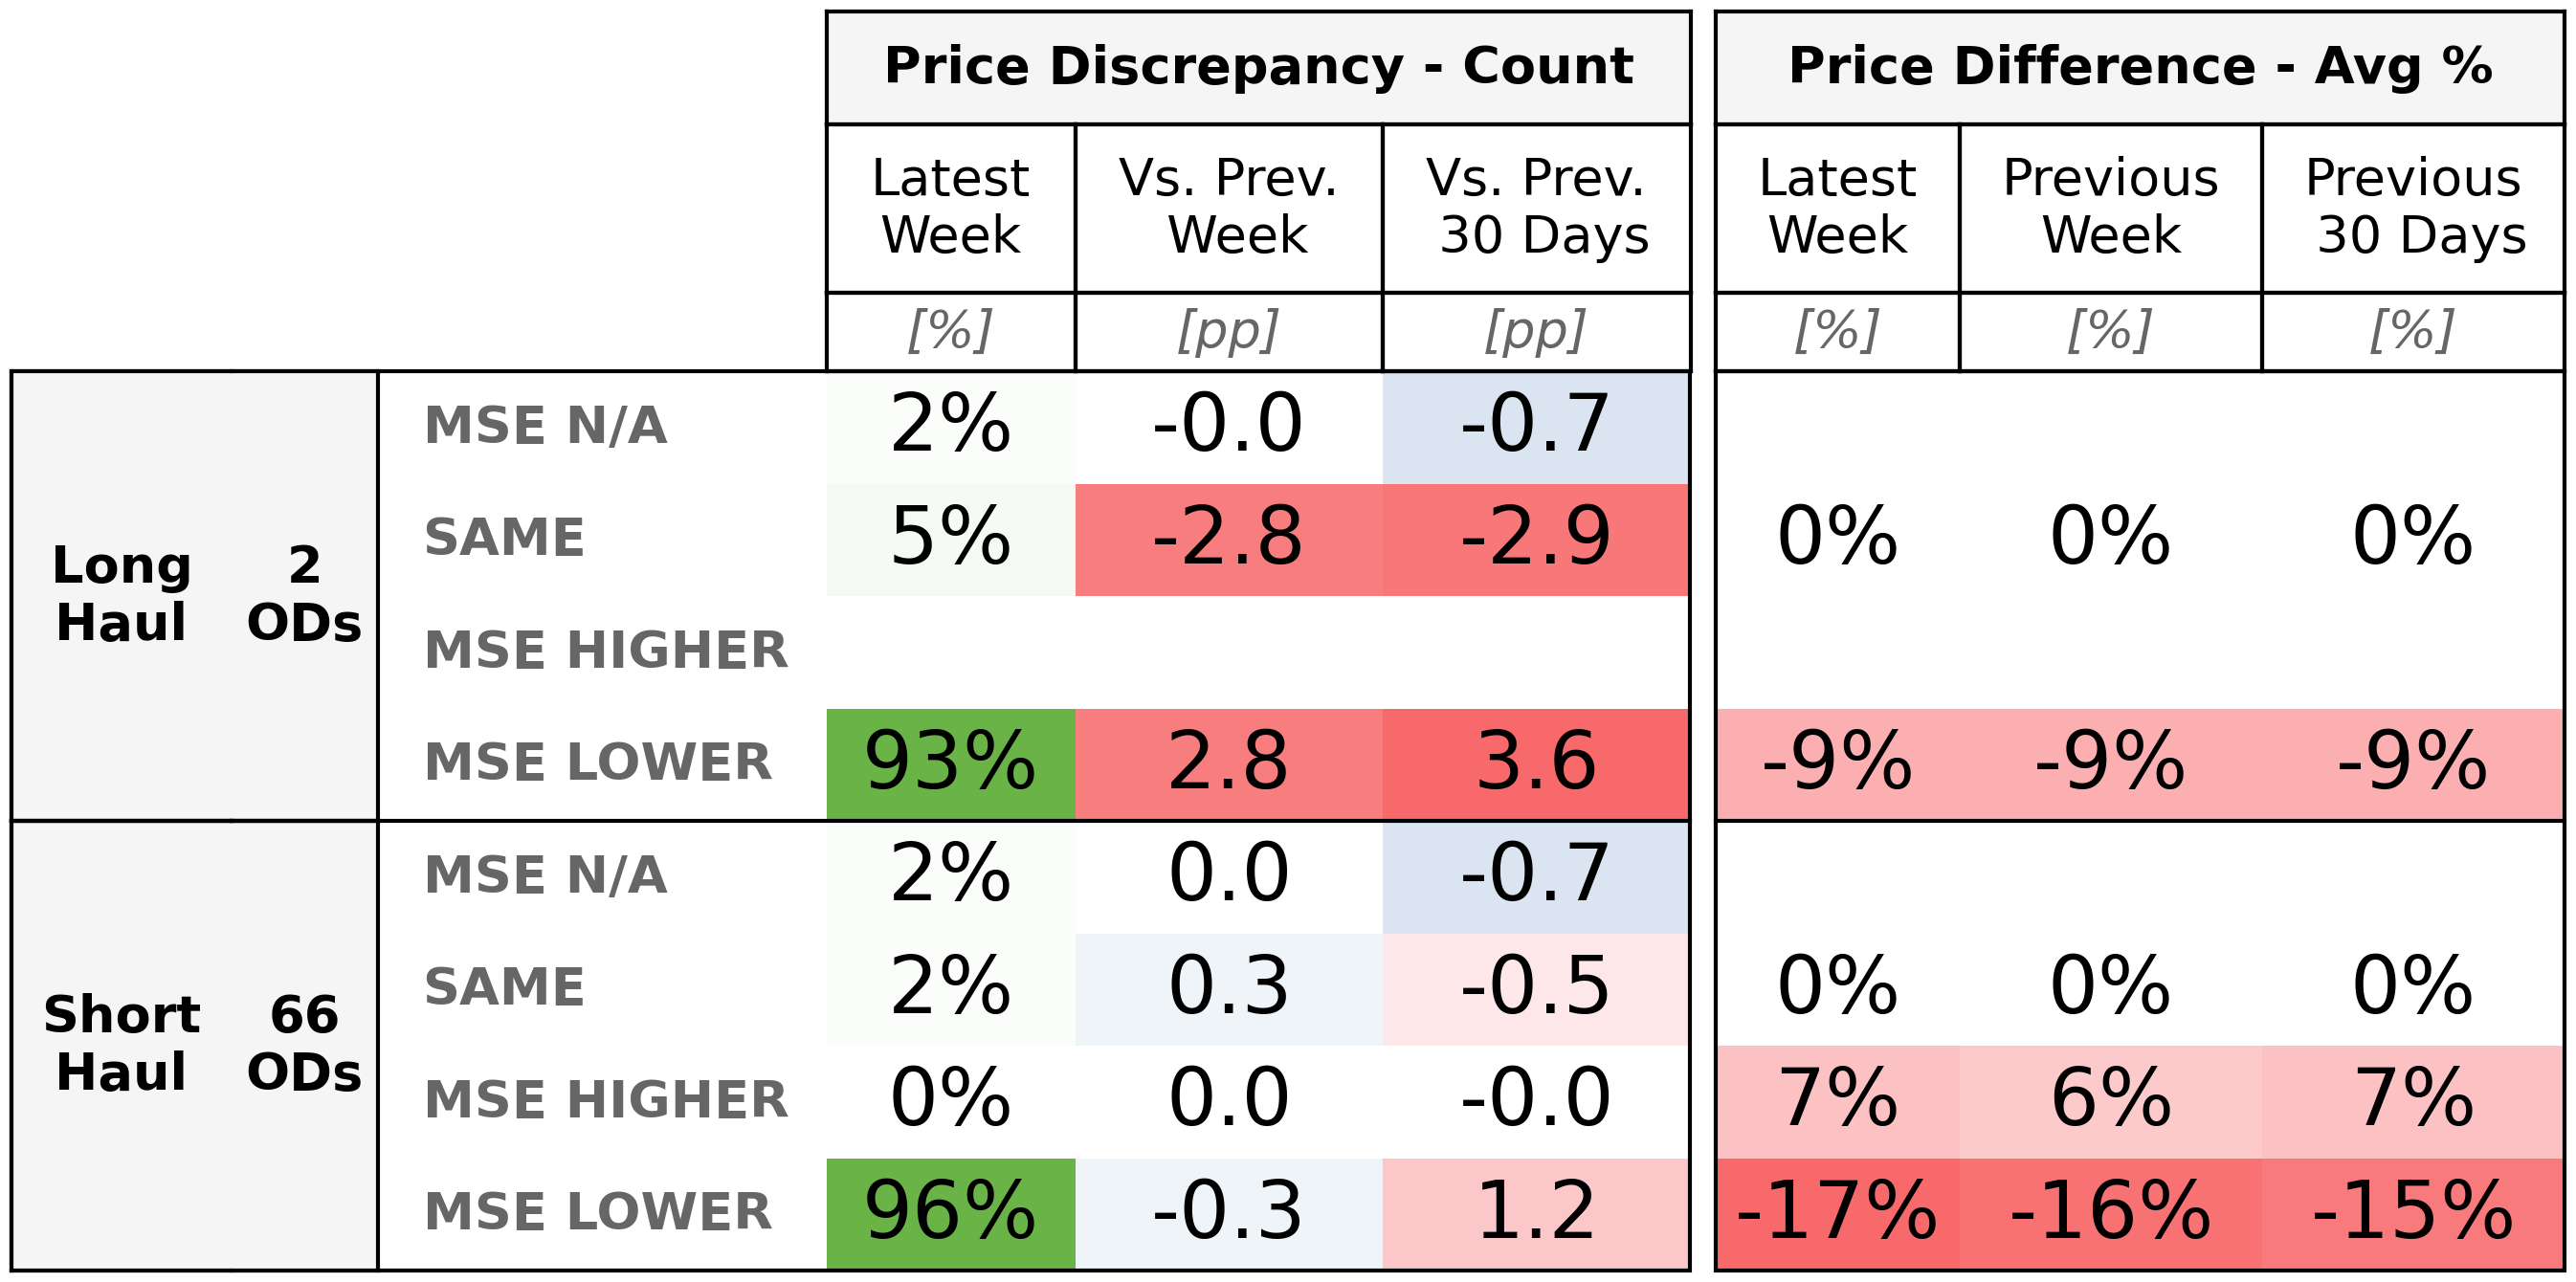 Price Discrepancy - Count Price Difference - Avg %
Latest Week Vs. Prev. Week Vs. Prev. 30 Days Latest Week Previous Week Previous 30 Days
[%] [pp] [pp] [%] [%] [%]
Long Haul 2 ODs
MSE N/A 2% -0.0 -0.7
SAME 5% -2.8 -2.9 0% 0% 0%
MSE HIGHER
MSE LOWER 93% 2.8 3.6 -9% -9% -9%
Short Haul 66 ODs
MSE N/A 2% 0.0 -0.7
SAME 2% 0.3 -0.5 0% 0% 0%
MSE HIGHER 0% 0.0 -0.0 7% 6% 7%
MSE LOWER 96% -0.3 1.2 -17% -16% -15%